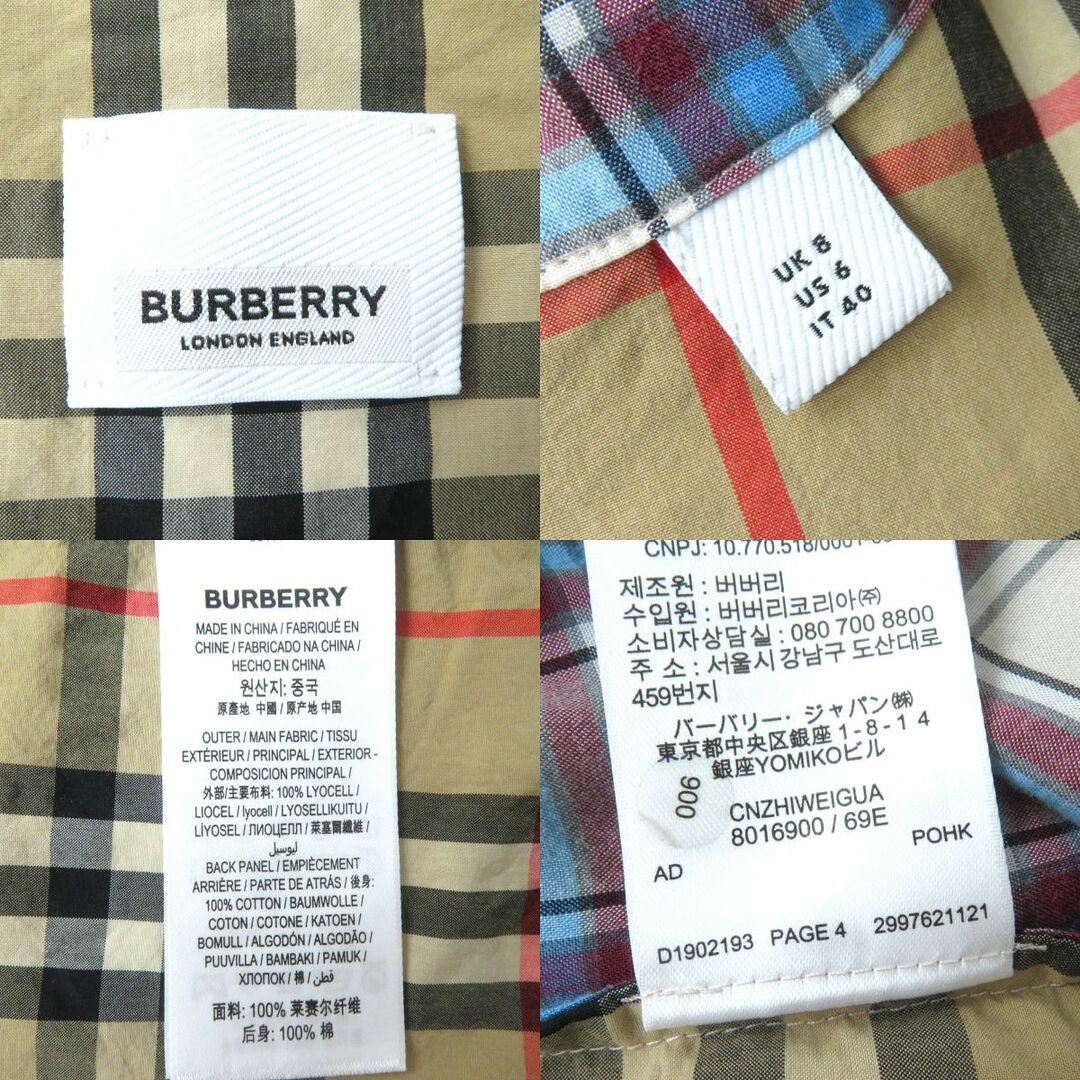 BURBERRY
LONDON ENGLAND
UK 8
US 6
IT 40
BURBERRY
MADE IN CHINA / FABRIQUÉ EN
CHINE / FABRICADO NA CHINA /
HECHO EN CHINA
원산지: 중국
原產地 中國 / 原产地 中国
OUTER / MAIN FABRIC / TISSU
EXTÉRIEUR / PRINCIPAL / EXTERIOR -
COMPOSICION PRINCIPAL /
外部/主要布料: 100% LYOCELL /
LIOCEL / lyocell / LYOSELLIKUITU /
LİYOSEL / ЛИОЦЕЛЛ / 萊塞爾纖維 /
ليوسيل
BACK PANEL / EMPIÈCEMENT
ARRIÈRE / PARTE DE ATRÁS / 後身:
100% COTTON / BAUMWOLLE /
COTON / COTONE / KATOEN /
BOMULL / ALGODÓN / ALGODÃO /
PUUVILLA / BAMBAKI / PAMUK /
ХЛОПОК / 棉 / قطن
面料: 100% 莱赛尔纤维
后身: 100% 棉
CNPJ: 10.770.518/0001
제조원 : 버버리
수입원 : 버버리코리아㈜
소비자상담실 : 080 700 8800
주 소 : 서울시 강남구 도산대로
459번지
バーバリー・ジャパン㈱
東京都中央区銀座 1-8-14
銀座YOMIKOビル
006
CNZHIWEIGUA
8016900 / 69E
POHK
AD
D1902193 PAGE 4 2997621121